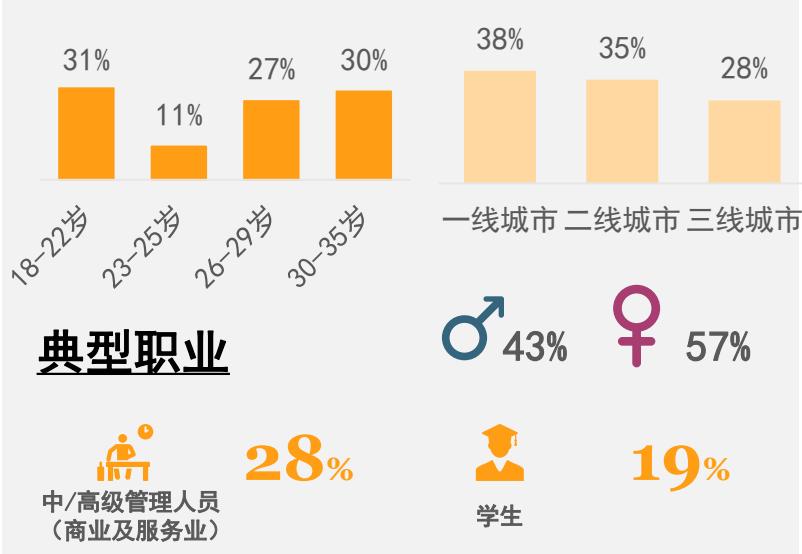 31%
11%
27%
30%
18-22岁
23-25岁
26-29岁
30-35岁
38%
35%
28%
一线城市 二线城市 三线城市
43%
57%
典型职业
28%
中/高级管理人员
（商业及服务业）
19%
学生